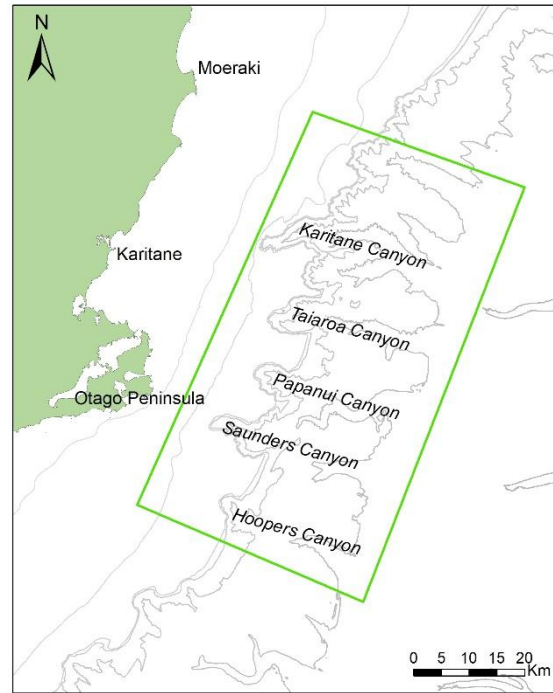 N
Moeraki
Karitane Canyon
Karitane
Taiaroa Canyon
Papanui Canyon
Otago Peninsula
Saunders Canyon
Hoopers Canyon
0 5 10 15 20
Km